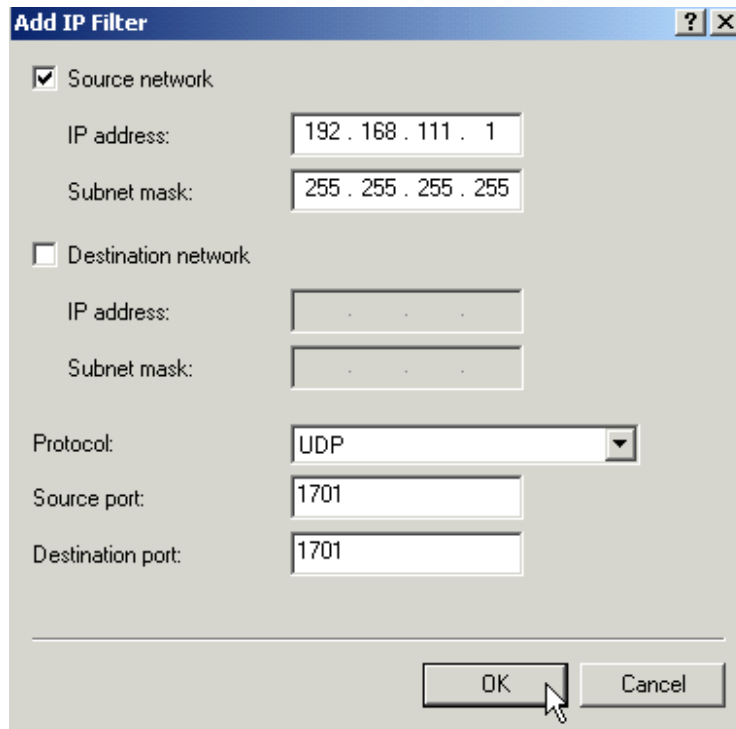 Add IP Filter
Source network
IP address: 192 . 168 . 111 . 1
Subnet mask: 255 . 255 . 255 . 255
Destination network
IP address: . . .
Subnet mask: . . .
Protocol: UDP
Source port: 1701
Destination port: 1701
OK Cancel